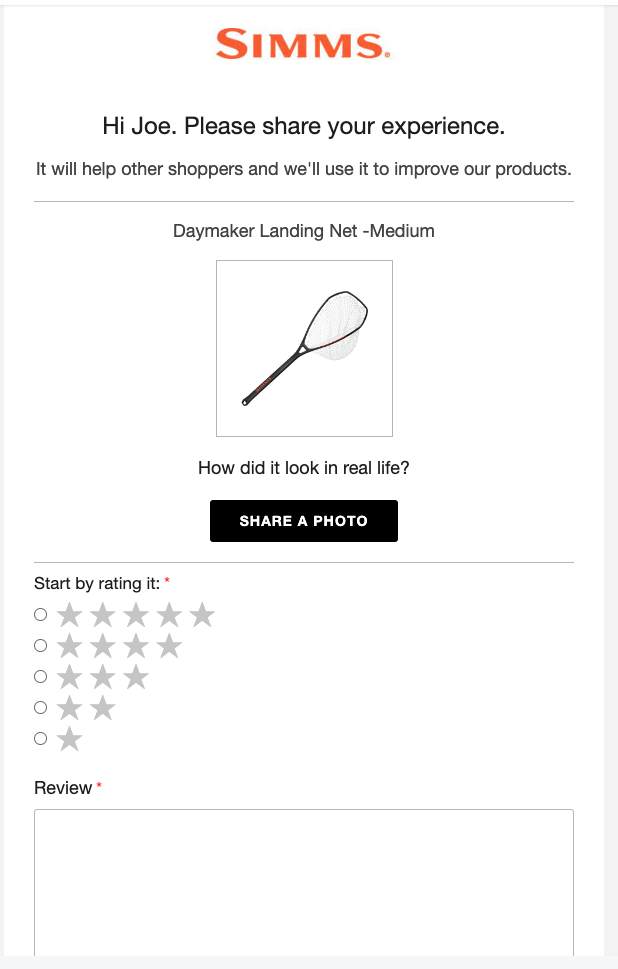 SIMMS.
Hi Joe. Please share your experience.
It will help other shoppers and we'll use it to improve our products.
Daymaker Landing Net -Medium
How did it look in real life?
SHARE A PHOTO
Start by rating it: *
Review *